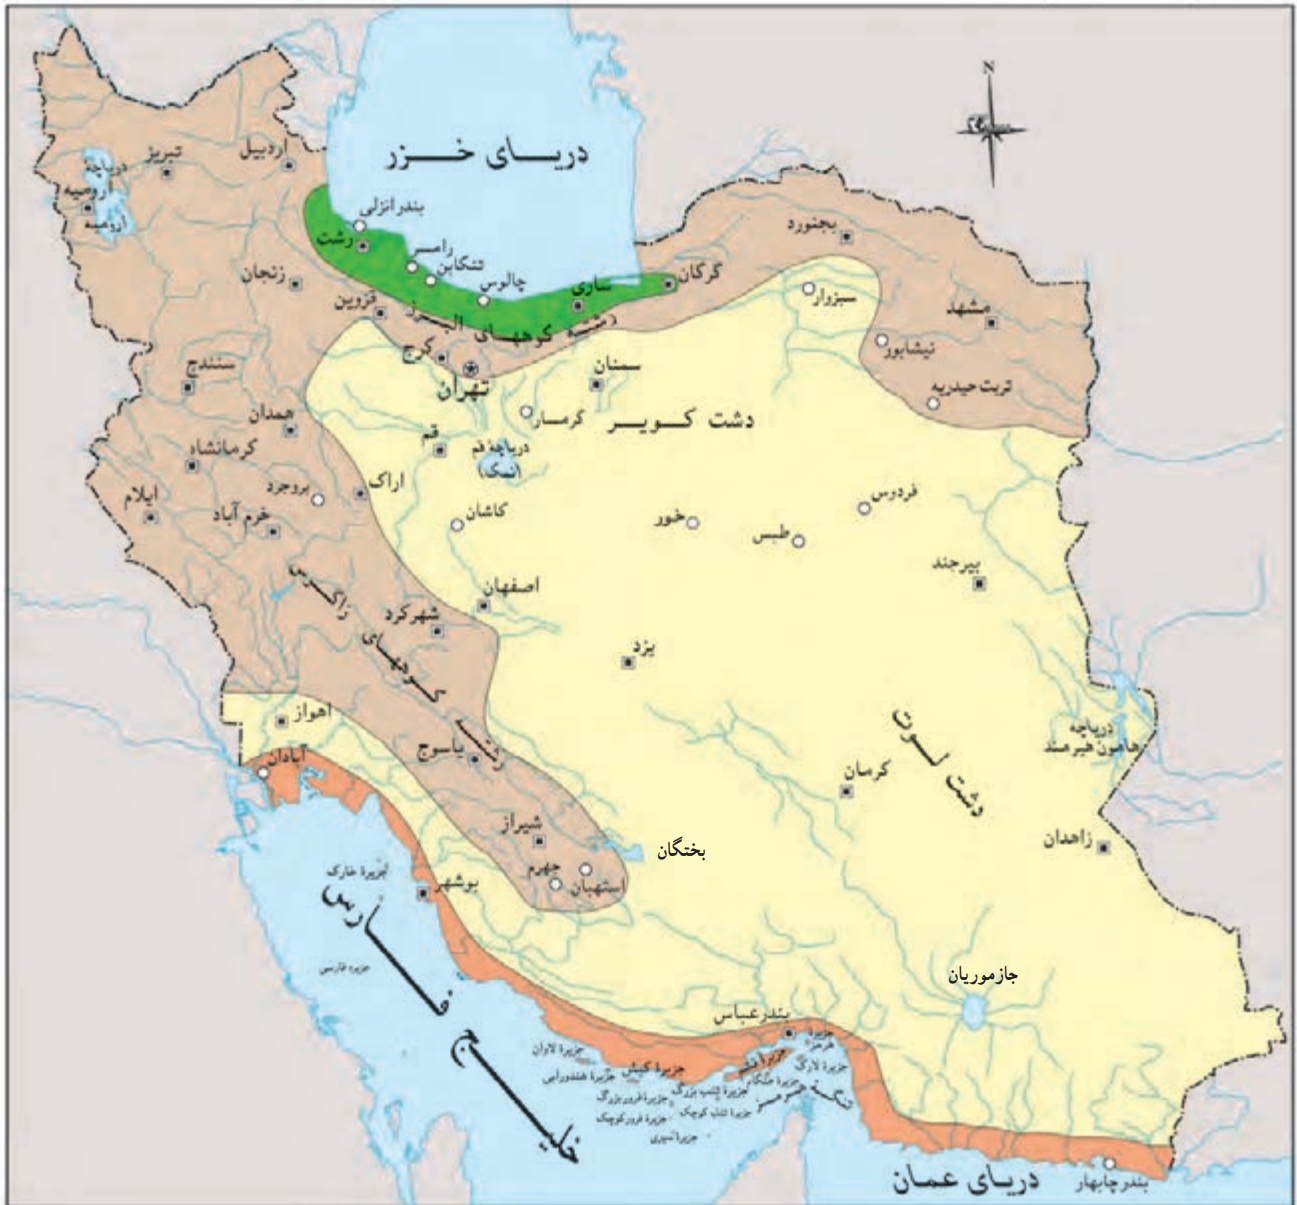 N
دریای خزر
اردبیل
تبریز
دریاچهٔ
ارومیه
ارومیه
بندرانزلی
رشت
رامسر
تنکابن
چالوس
ساری
گرگان
بجنورد
سبزوار
مشهد
نیشابور
تربت حیدریه
زنجان
قزوین
رشته کوههای البرز
کرج
تهران
سمنان
گرمسار
دشت کویر
سنندج
همدان
قم
دریاچهٔ قم
(نمک)
کرمانشاه
بروجرد
اراک
ایلام
خرم آباد
کاشان
خور
طبس
فردوس
بیرجند
اصفهان
شهرکرد
رشته کوههای زاگرس
یزد
دشت لوت
دریاچه
هامون هیرمند
اهواز
آبادان
یاسوج
کرمان
زاهدان
شیراز
جهرم
استهبان
بختگان
جزیرهٔ خارک
بوشهر
خلیج فارس
جزیره فارسی
جازموریان
بندرعباس
جزیرهٔ
هرمز
جزیرهٔ لاوان
جزیرهٔ هندورابی
جزیرهٔ کیش
جزیرهٔ قشم
جزیرهٔ لارک
جزیرهٔ هنگام
تنگهٔ هرمز
جزیرهٔ تنب بزرگ
جزیرهٔ تنب کوچک
جزیرهٔ فرور بزرگ
جزیرهٔ فرور کوچک
جزیرهٔ سیری
دریای عمان
بندر چابهار